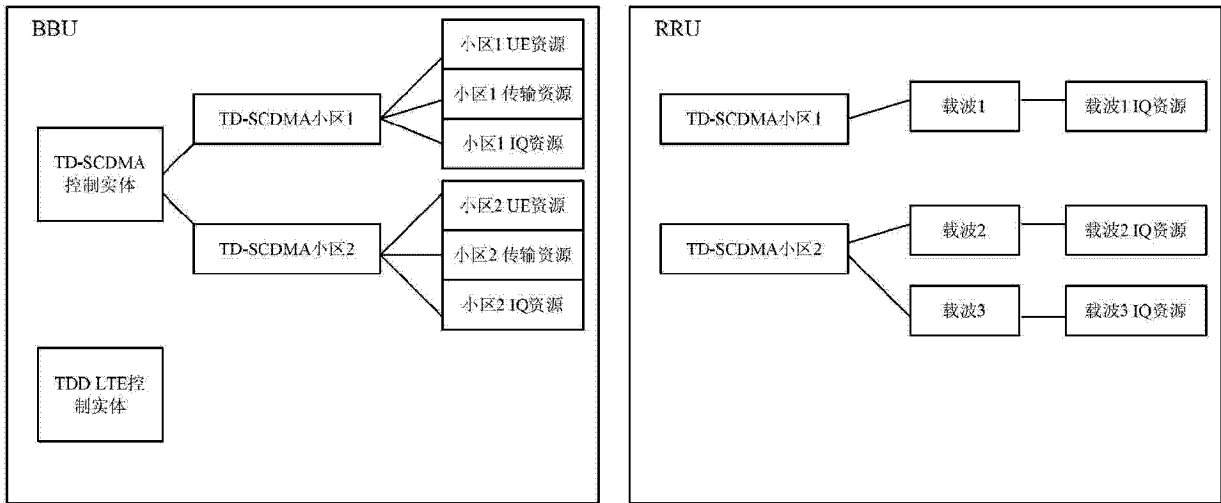 BBU
TD-SCDMA
控制实体
TD-SCDMA小区1
小区1 UE资源
小区1 传输资源
小区1 IQ资源
TD-SCDMA小区2
小区2 UE资源
小区2 传输资源
小区2 IQ资源
TDD LTE控
制实体
RRU
TD-SCDMA小区1
载波1
载波1 IQ资源
TD-SCDMA小区2
载波2
载波2 IQ资源
载波3
载波3 IQ资源